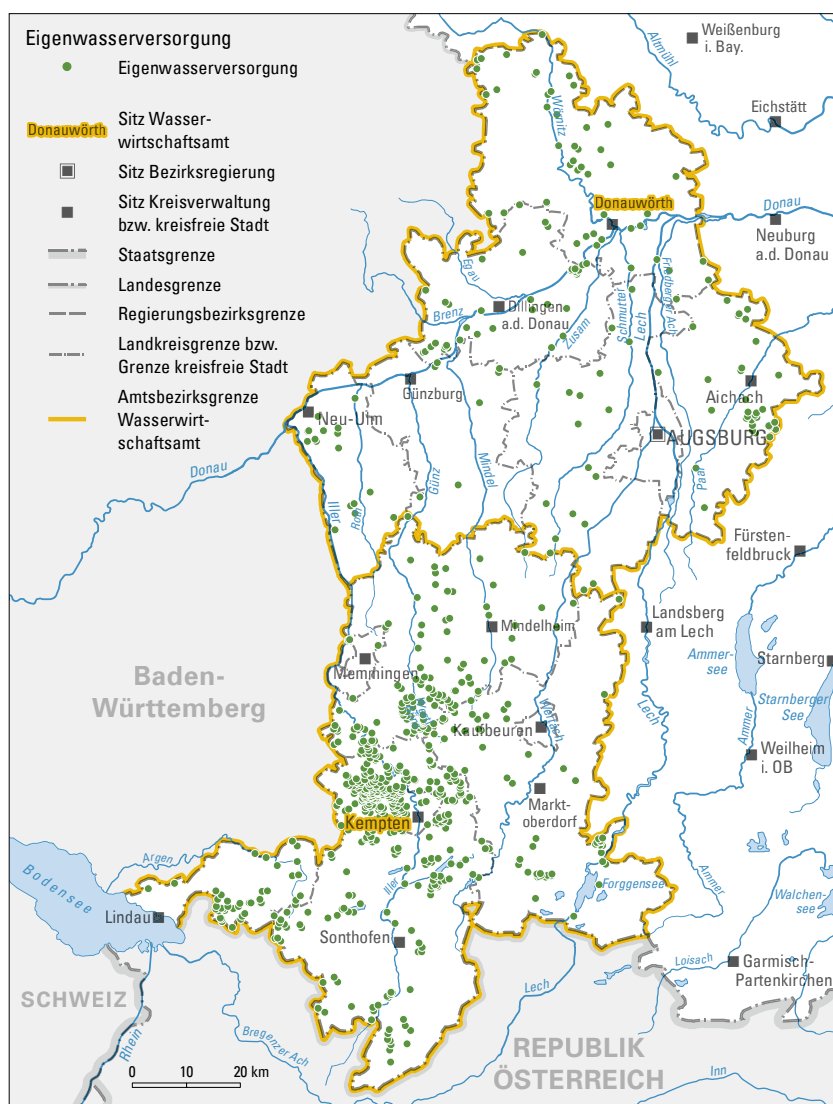 Eigenwasserversorgung
Eigenwasserversorgung
Donauwörth
Sitz Wasser-
wirtschaftsamt
Sitz Bezirksregierung
Sitz Kreisverwaltung
bzw. kreisfreie Stadt
Staatsgrenze
Landesgrenze
Regierungsbezirksgrenze
Landkreisgrenze bzw.
Grenze kreisfreie Stadt
Amtsbezirksgrenze
Wasserwirt-
schaftsamt
Weißenburg
i. Bay.
Altmühl
Wörnitz
Eichstätt
Donauwörth
Donau
Neuburg
a.d. Donau
Egau
Brenz
Dillingen
a.d. Donau
Zusam
Schmutter
Lech
Friedberger Ach
Aichach
Günzburg
Neu-Ulm
AUGSBURG
Donau
Iller
Roth
Günz
Mindel
Paar
Fürsten-
feldbruck
Mindelheim
Landsberg
am Lech
Ammer-
see
Starnberg
Starnberger
See
Memmingen
Baden-
Württemberg
Kaufbeuren
Wertach
Lech
Ammer
Weilheim
i. OB
Markt-
oberdorf
Kempten
Argen
Bodensee
Lindau
Iller
Forggensee
Ammer
Walchen-
see
Sonthofen
Loisach
Garmisch-
Partenkirchen
Lech
SCHWEIZ
Rhein
Bregenzer Ach
REPUBLIK
ÖSTERREICH
Inn
0 10 20 km